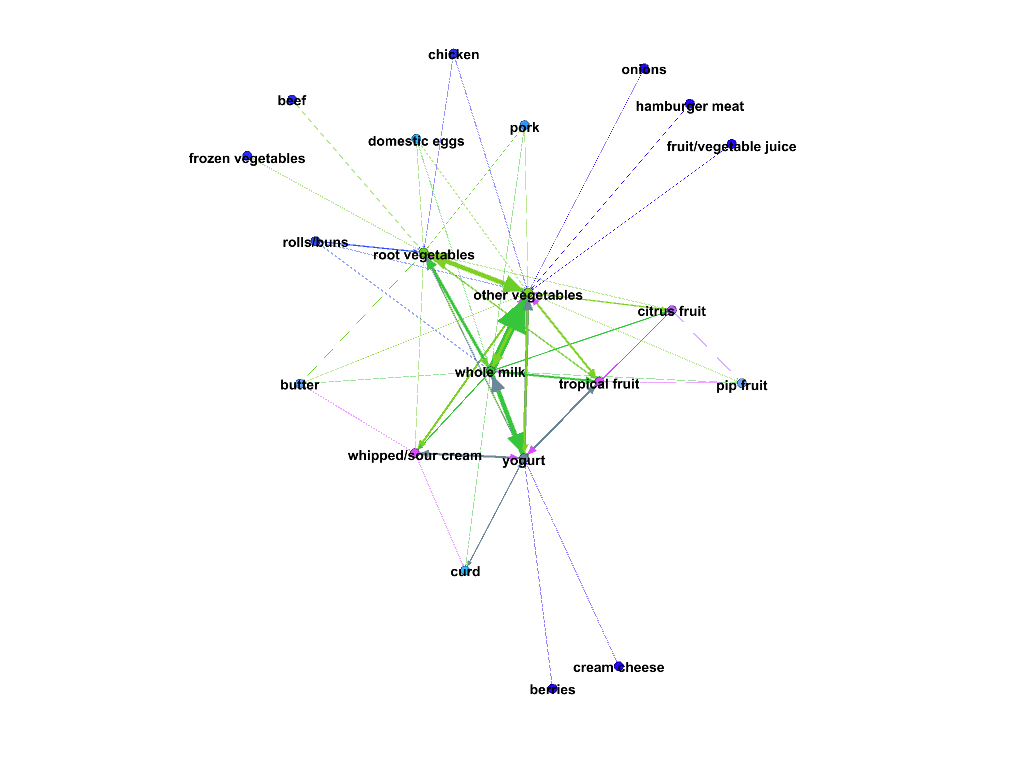 chicken
onions
beef
hamburger meat
pork
domestic eggs
fruit/vegetable juice
frozen vegetables
rolls/buns
root vegetables
other vegetables
citrus fruit
whole milk
butter
tropical fruit
pip fruit
whipped/sour cream
yogurt
curd
cream cheese
berries